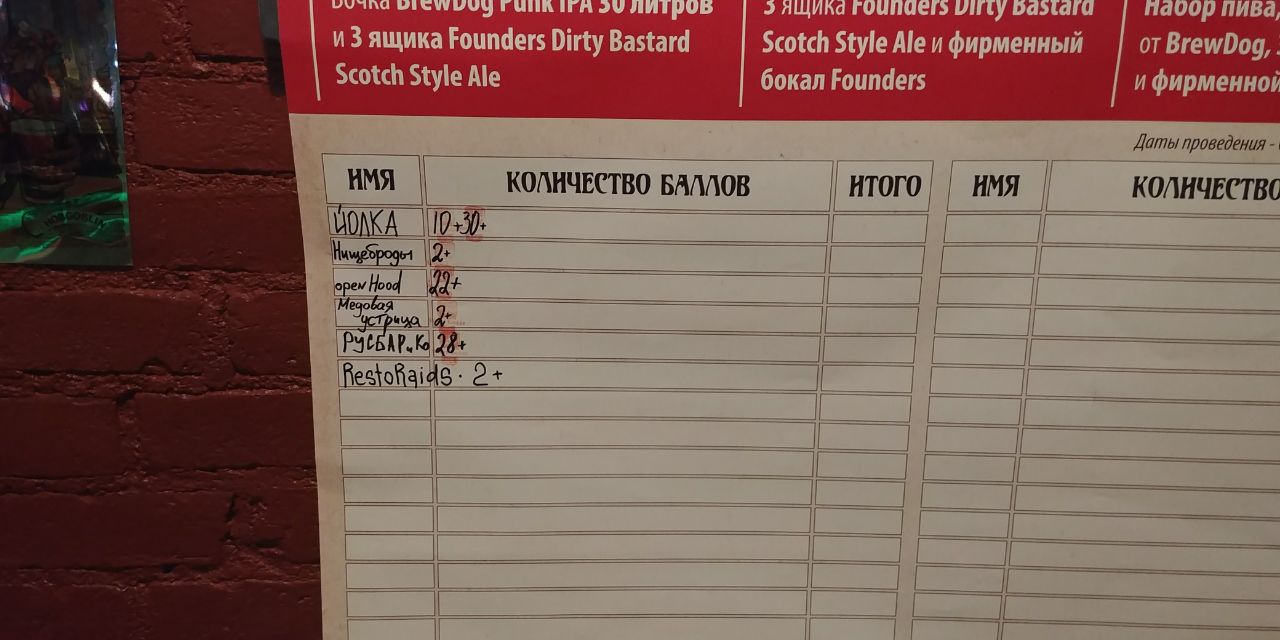 Бочка BrewDog Punk IPA 30 литров
и 3 ящика Founders Dirty Bastard
Scotch Style Ale
3 ящика Founders Dirty Bastard
Scotch Style Ale и фирменный
бокал Founders
Набор пива,
от BrewDog,
и фирменной
Даты проведения -
ИМЯ КОЛИЧЕСТВО БАЛЛОВ ИТОГО ИМЯ КОЛИЧЕСТВО
ЙОЛКА 10+30+
Нищеброды 2+
open Hood 22+
Медовая
устрица 2+
РУСБАР и Ко 28+
RestoRaids. 2+
HOBGOBLIN